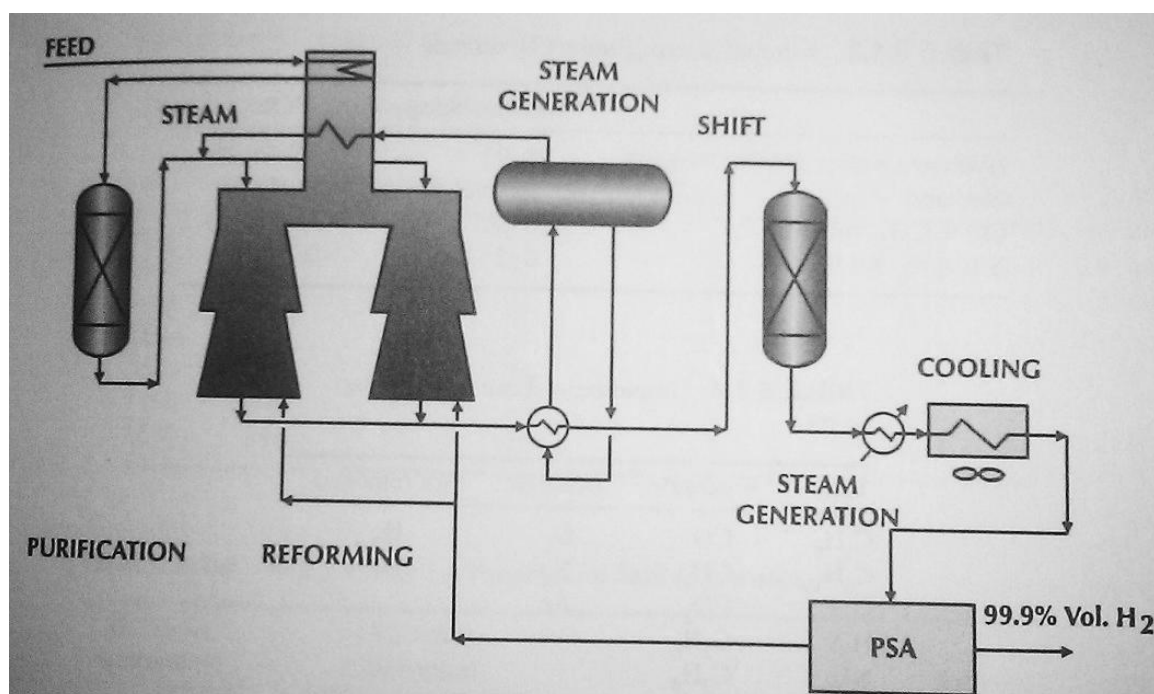 FEED
STEAM
GENERATION
STEAM
SHIFT
COOLING
STEAM
GENERATION
PURIFICATION
REFORMING
99.9% Vol. H2
PSA